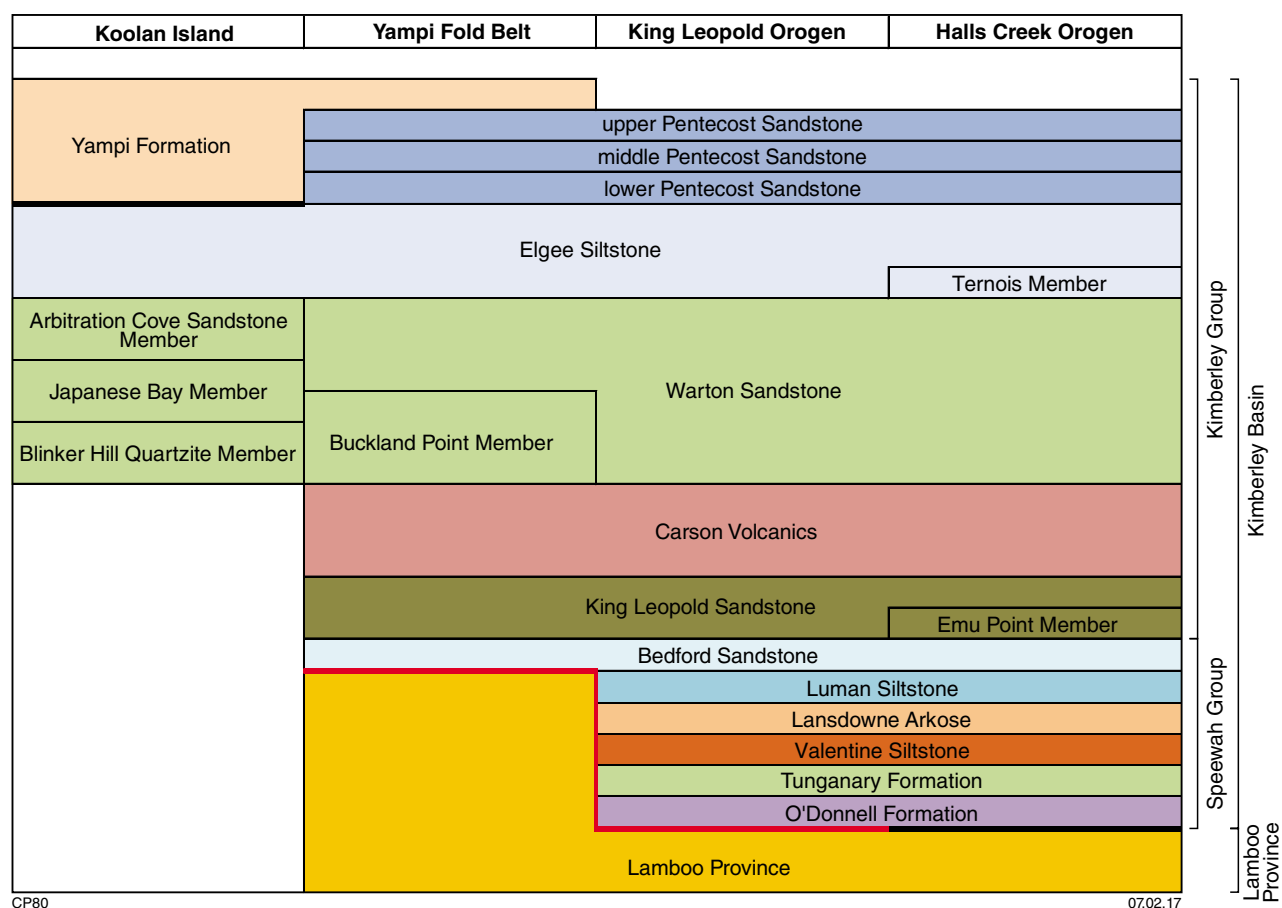 Koolan Island
Yampi Fold Belt
King Leopold Orogen
Halls Creek Orogen
Yampi Formation
upper Pentecost Sandstone
middle Pentecost Sandstone
lower Pentecost Sandstone
Elgee Siltstone
Ternois Member
Arbitration Cove Sandstone
Member
Japanese Bay Member
Blinker Hill Quartzite Member
Buckland Point Member
Warton Sandstone
Carson Volcanics
King Leopold Sandstone
Emu Point Member
Bedford Sandstone
Luman Siltstone
Lansdowne Arkose
Valentine Siltstone
Tunganary Formation
O'Donnell Formation
Lamboo Province
Kimberley Group
Speewah Group
Kimberley Basin
Lamboo
Province
CP80
07.02.17